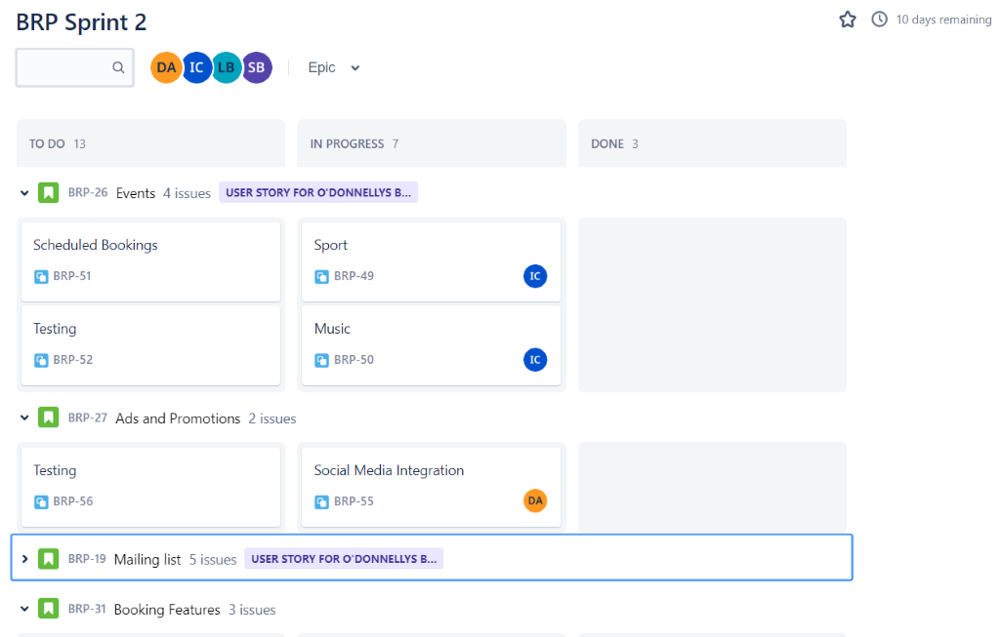 BRP Sprint 2
10 days remaining
DA IC LB SB Epic
TO DO 13 IN PROGRESS 7 DONE 3
BRP-26 Events 4 issues USER STORY FOR O'DONNELLYS B...
Scheduled Bookings Sport
BRP-51 BRP-49 IC
Testing Music
BRP-52 BRP-50 IC
BRP-27 Ads and Promotions 2 issues
Testing Social Media Integration
BRP-56 BRP-55 DA
BRP-19 Mailing list 5 issues USER STORY FOR O'DONNELLYS B...
BRP-31 Booking Features 3 issues